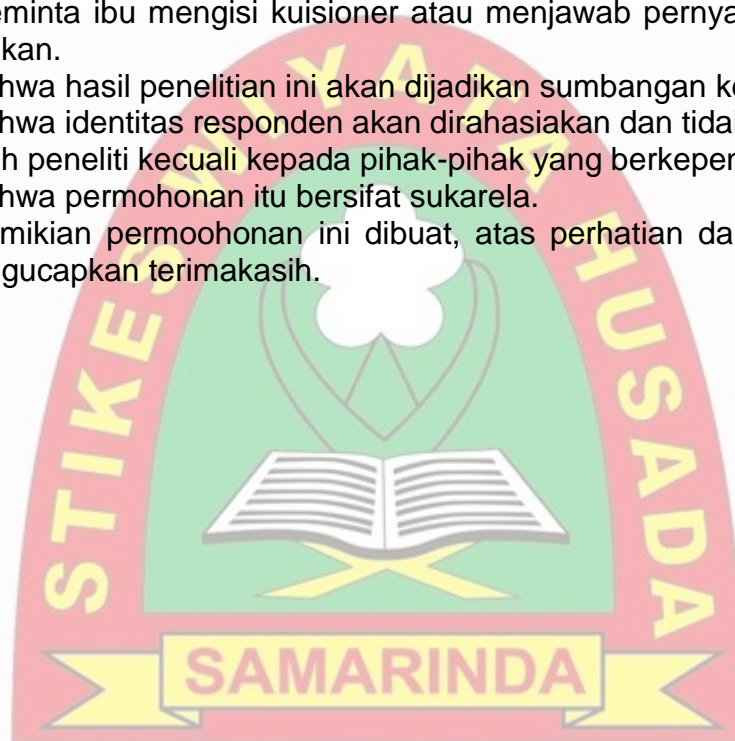 eminta ibu mengisi kuisioner atau menjawab pernya
kan.
hwa hasil penelitian ini akan dijadikan sumbangan ke
hwa identitas responden akan dirahasiakan dan tidal
h peneliti kecuali kepada pihak-pihak yang berkepen
hwa permohonan itu bersifat sukarela.
mikian permoohonan ini dibuat, atas perhatian da
gucapkan terimakasih.
STIKES WIYATA HUSADA
SAMARINDA